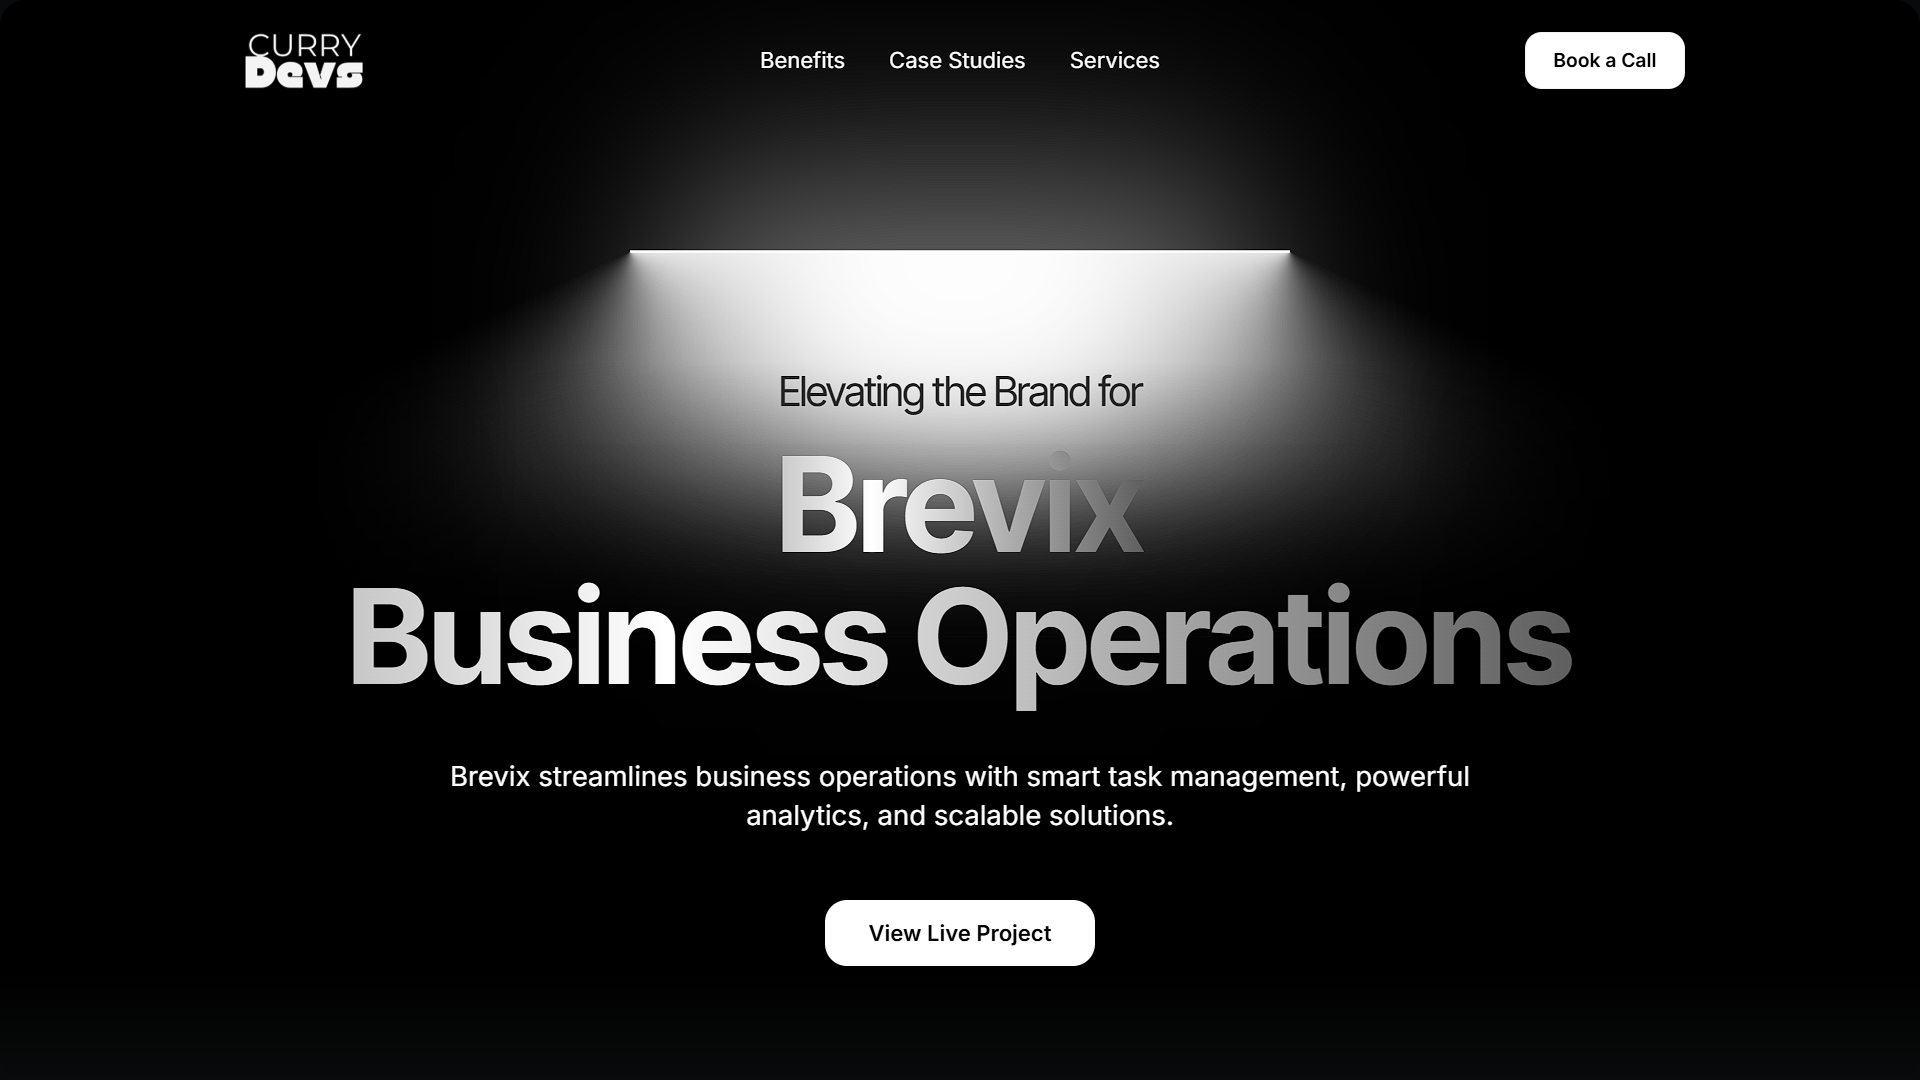 CURRY
Devs
Benefits
Case Studies
Services
Book a Call
Elevating the Brand for
Brevix
Business Operations
Brevix streamlines business operations with smart task management, powerful
analytics, and scalable solutions.
View Live Project